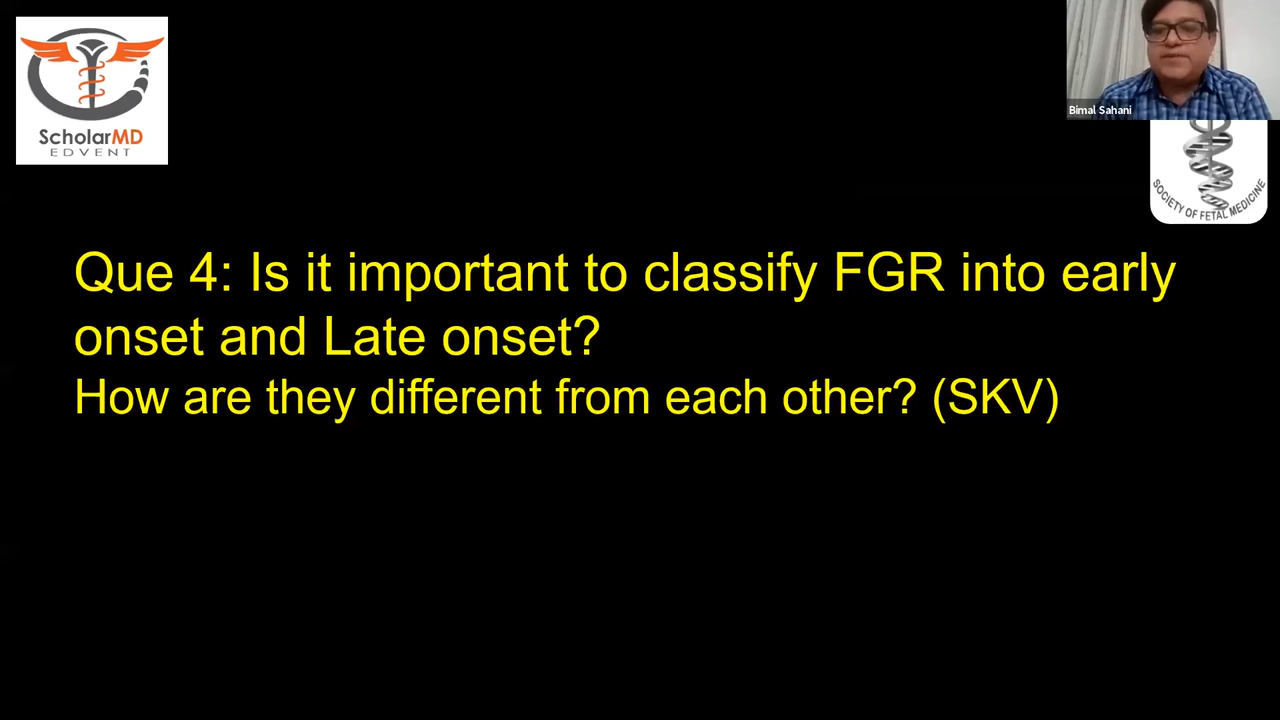 ScholarMD
EDVENT
Bimal Sahani
SOCIETY OF FETAL MEDICINE
Que 4: Is it important to classify FGR into early
onset and Late onset?
How are they different from each other? (SKV)